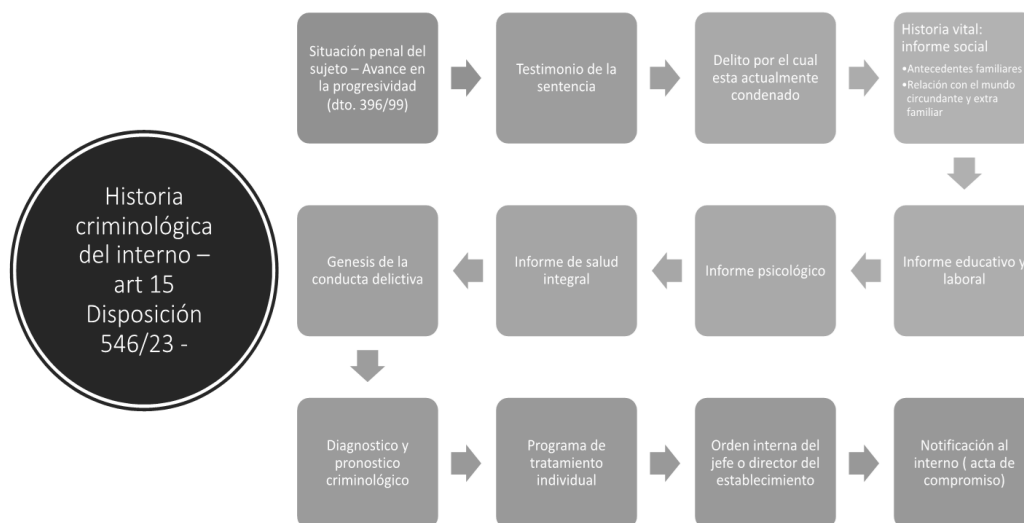 Historia
criminológica
del interno –
art 15
Disposición
546/23 -
Situación penal del
sujeto – Avance en
la progresividad
(dto. 396/99)
Testimonio de la
sentencia
Delito por el cual
esta actualmente
condenado
Historia vital:
informe social
•Antecedentes familiares
•Relación con el mundo
circundante y extra
familiar
Informe educativo y
laboral
Informe psicológico
Informe de salud
integral
Genesis de la
conducta delictiva
Diagnostico y
pronostico
criminológico
Programa de
tratamiento
individual
Orden interna del
jefe o director del
establecimiento
Notificación al
interno ( acta de
compromiso)